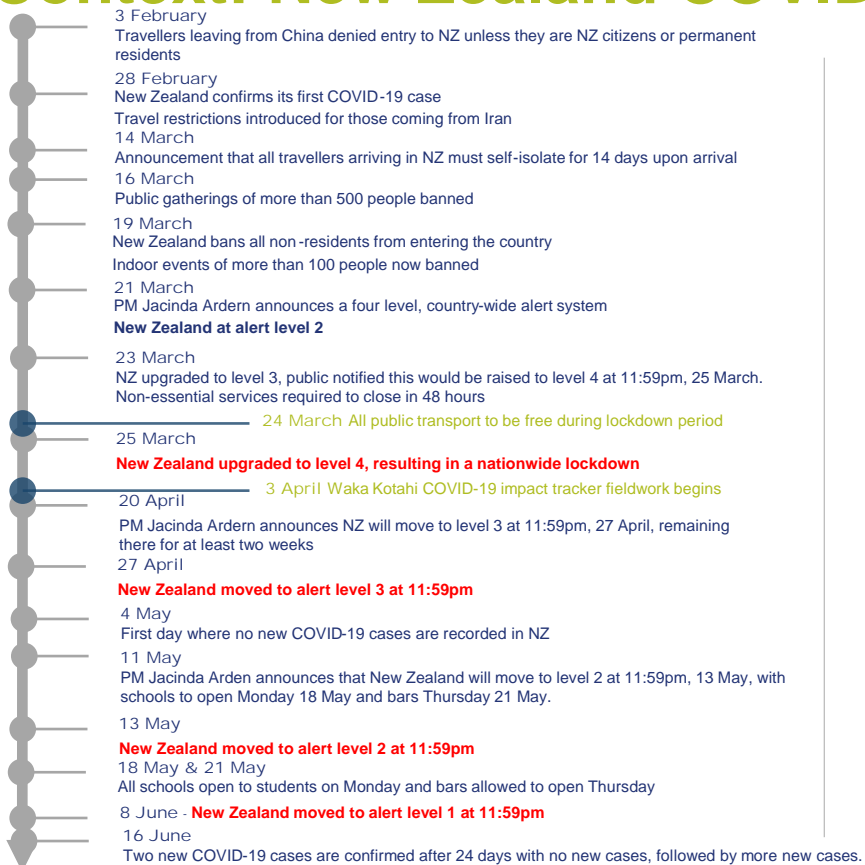 Context: New Zealand COVID
3 February
Travellers leaving from China denied entry to NZ unless they are NZ citizens or permanent
residents
28 February
New Zealand confirms its first COVID-19 case
Travel restrictions introduced for those coming from Iran
14 March
Announcement that all travellers arriving in NZ must self-isolate for 14 days upon arrival
16 March
Public gatherings of more than 500 people banned
19 March
New Zealand bans all non-residents from entering the country
Indoor events of more than 100 people now banned
21 March
PM Jacinda Ardern announces a four level, country-wide alert system
New Zealand at alert level 2
23 March
NZ upgraded to level 3, public notified this would be raised to level 4 at 11:59pm, 25 March.
Non-essential services required to close in 48 hours
24 March All public transport to be free during lockdown period
25 March
New Zealand upgraded to level 4, resulting in a nationwide lockdown
3 April Waka Kotahi COVID-19 impact tracker fieldwork begins
20 April
PM Jacinda Ardern announces NZ will move to level 3 at 11:59pm, 27 April, remaining
there for at least two weeks
27 April
New Zealand moved to alert level 3 at 11:59pm
4 May
First day where no new COVID-19 cases are recorded in NZ
11 May
PM Jacinda Arden announces that New Zealand will move to level 2 at 11:59pm, 13 May, with
schools to open Monday 18 May and bars Thursday 21 May.
13 May
New Zealand moved to alert level 2 at 11:59pm
18 May & 21 May
All schools open to students on Monday and bars allowed to open Thursday
8 June - New Zealand moved to alert level 1 at 11:59pm
16 June
Two new COVID-19 cases are confirmed after 24 days with no new cases, followed by more new cases.